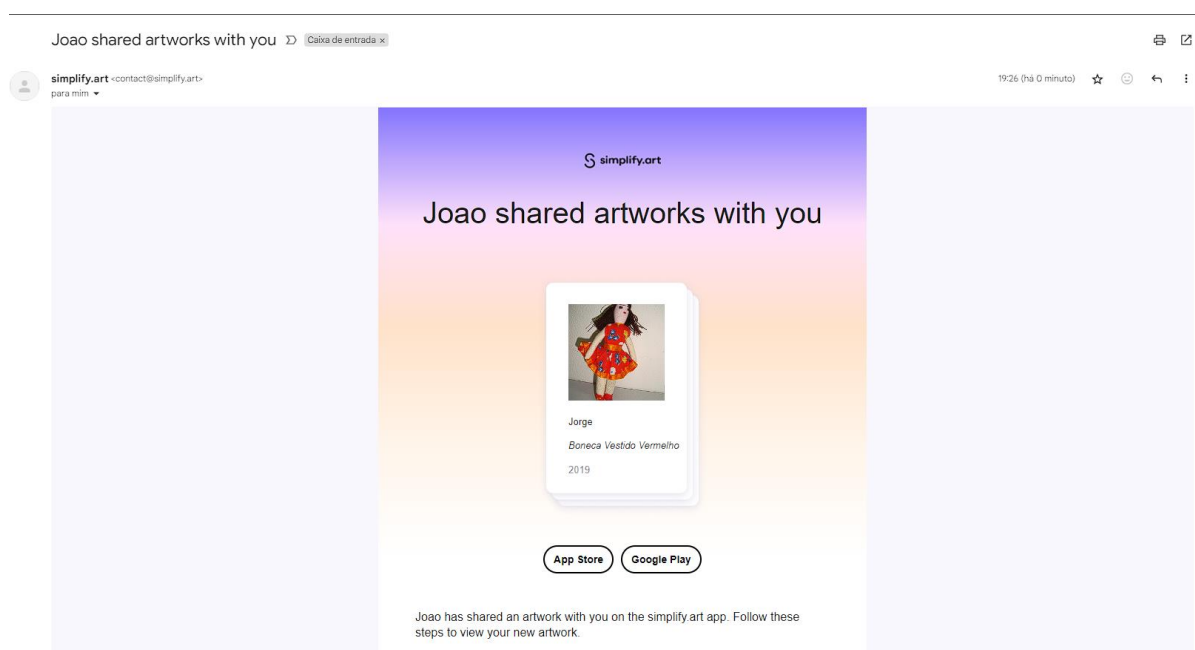 Joao shared artworks with you Caixa de entrada x
simplify.art <contact@simplify.art>
19:26 (há 0 minuto)
para mim
simplify.art
Joao shared artworks with you
Jorge
Boneca Vestido Vermelho
2019
App Store Google Play
Joao has shared an artwork with you on the simplify.art app. Follow these
steps to view your new artwork.